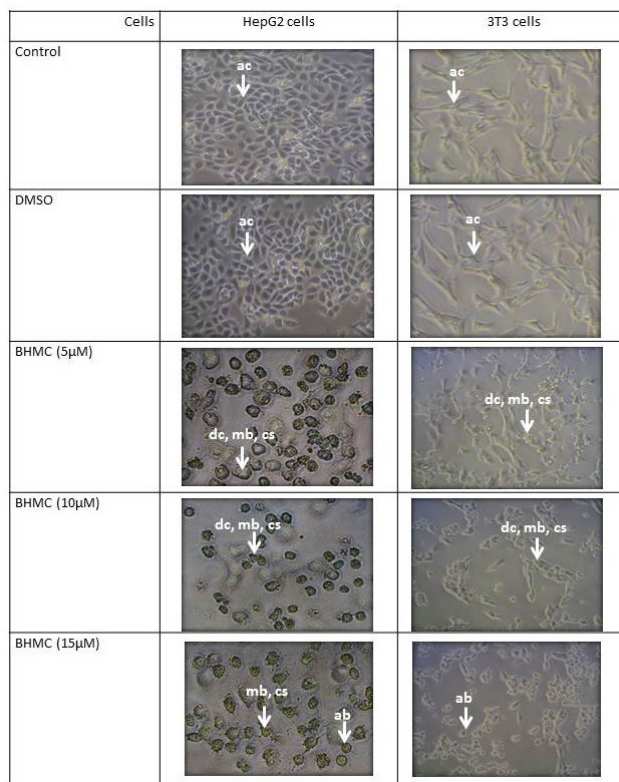 Cells HepG2 cells 3T3 cells
Control
ac
ac
DMSO
ac
ac
BHMC (5µM)
dc, mb, cs
dc, mb, cs
BHMC (10µM)
dc, mb, cs
dc, mb, cs
BHMC (15µM)
mb, cs
ab
ab